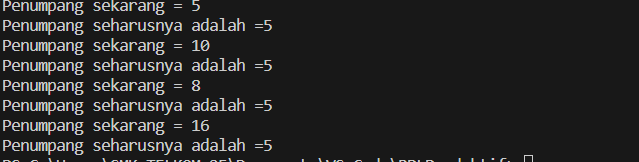 Penumpang sekarang = 5
Penumpang seharusnya adalah =5
Penumpang sekarang = 10
Penumpang seharusnya adalah =5
Penumpang sekarang = 8
Penumpang seharusnya adalah =5
Penumpang sekarang = 16
Penumpang seharusnya adalah =5